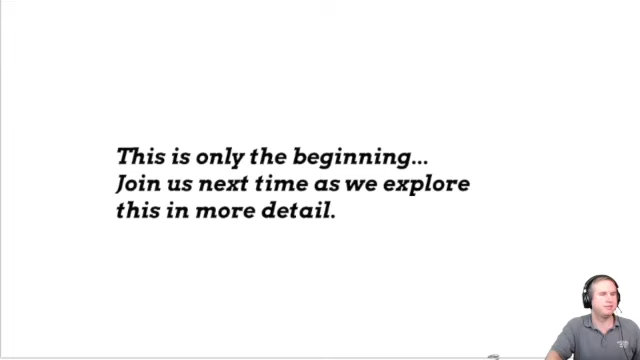 This is only the beginning...
Join us next time as we explore
this in more detail.